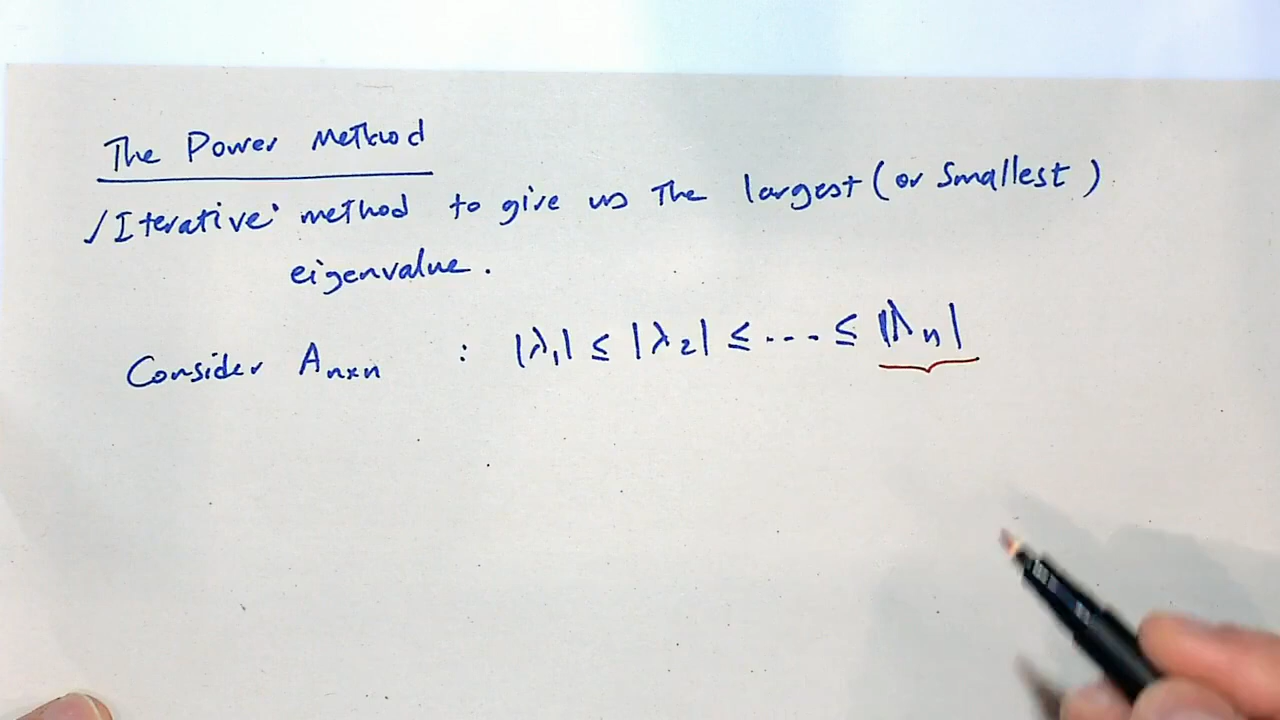 The Power Method
✓Iterative method to give us The largest (or Smallest)
eigenvalue.
Consider Aₙₓₙ : |λ₁| ≤ |λ₂| ≤ ---- ≤ |λₙ|